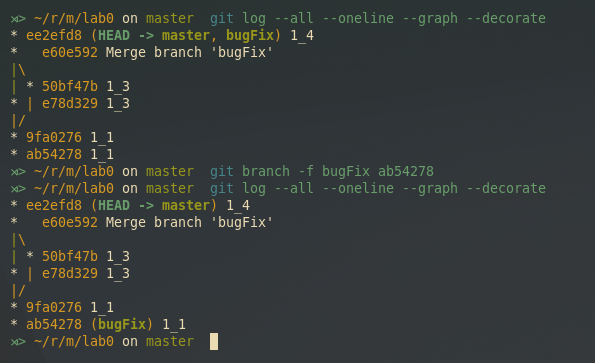 ⋊> ~/r/m/lab0 on master  git log --all --oneline --graph --decorate
* ee2efd8 (HEAD -> master, bugFix) 1_4
*   e60e592 Merge branch 'bugFix'
|\
| * 50bf47b 1_3
* | e78d329 1_3
|/
* 9fa0276 1_1
* ab54278 1_1
⋊> ~/r/m/lab0 on master  git branch -f bugFix ab54278
⋊> ~/r/m/lab0 on master  git log --all --oneline --graph --decorate
* ee2efd8 (HEAD -> master) 1_4
*   e60e592 Merge branch 'bugFix'
|\
| * 50bf47b 1_3
* | e78d329 1_3
|/
* 9fa0276 1_1
* ab54278 (bugFix) 1_1
⋊> ~/r/m/lab0 on master